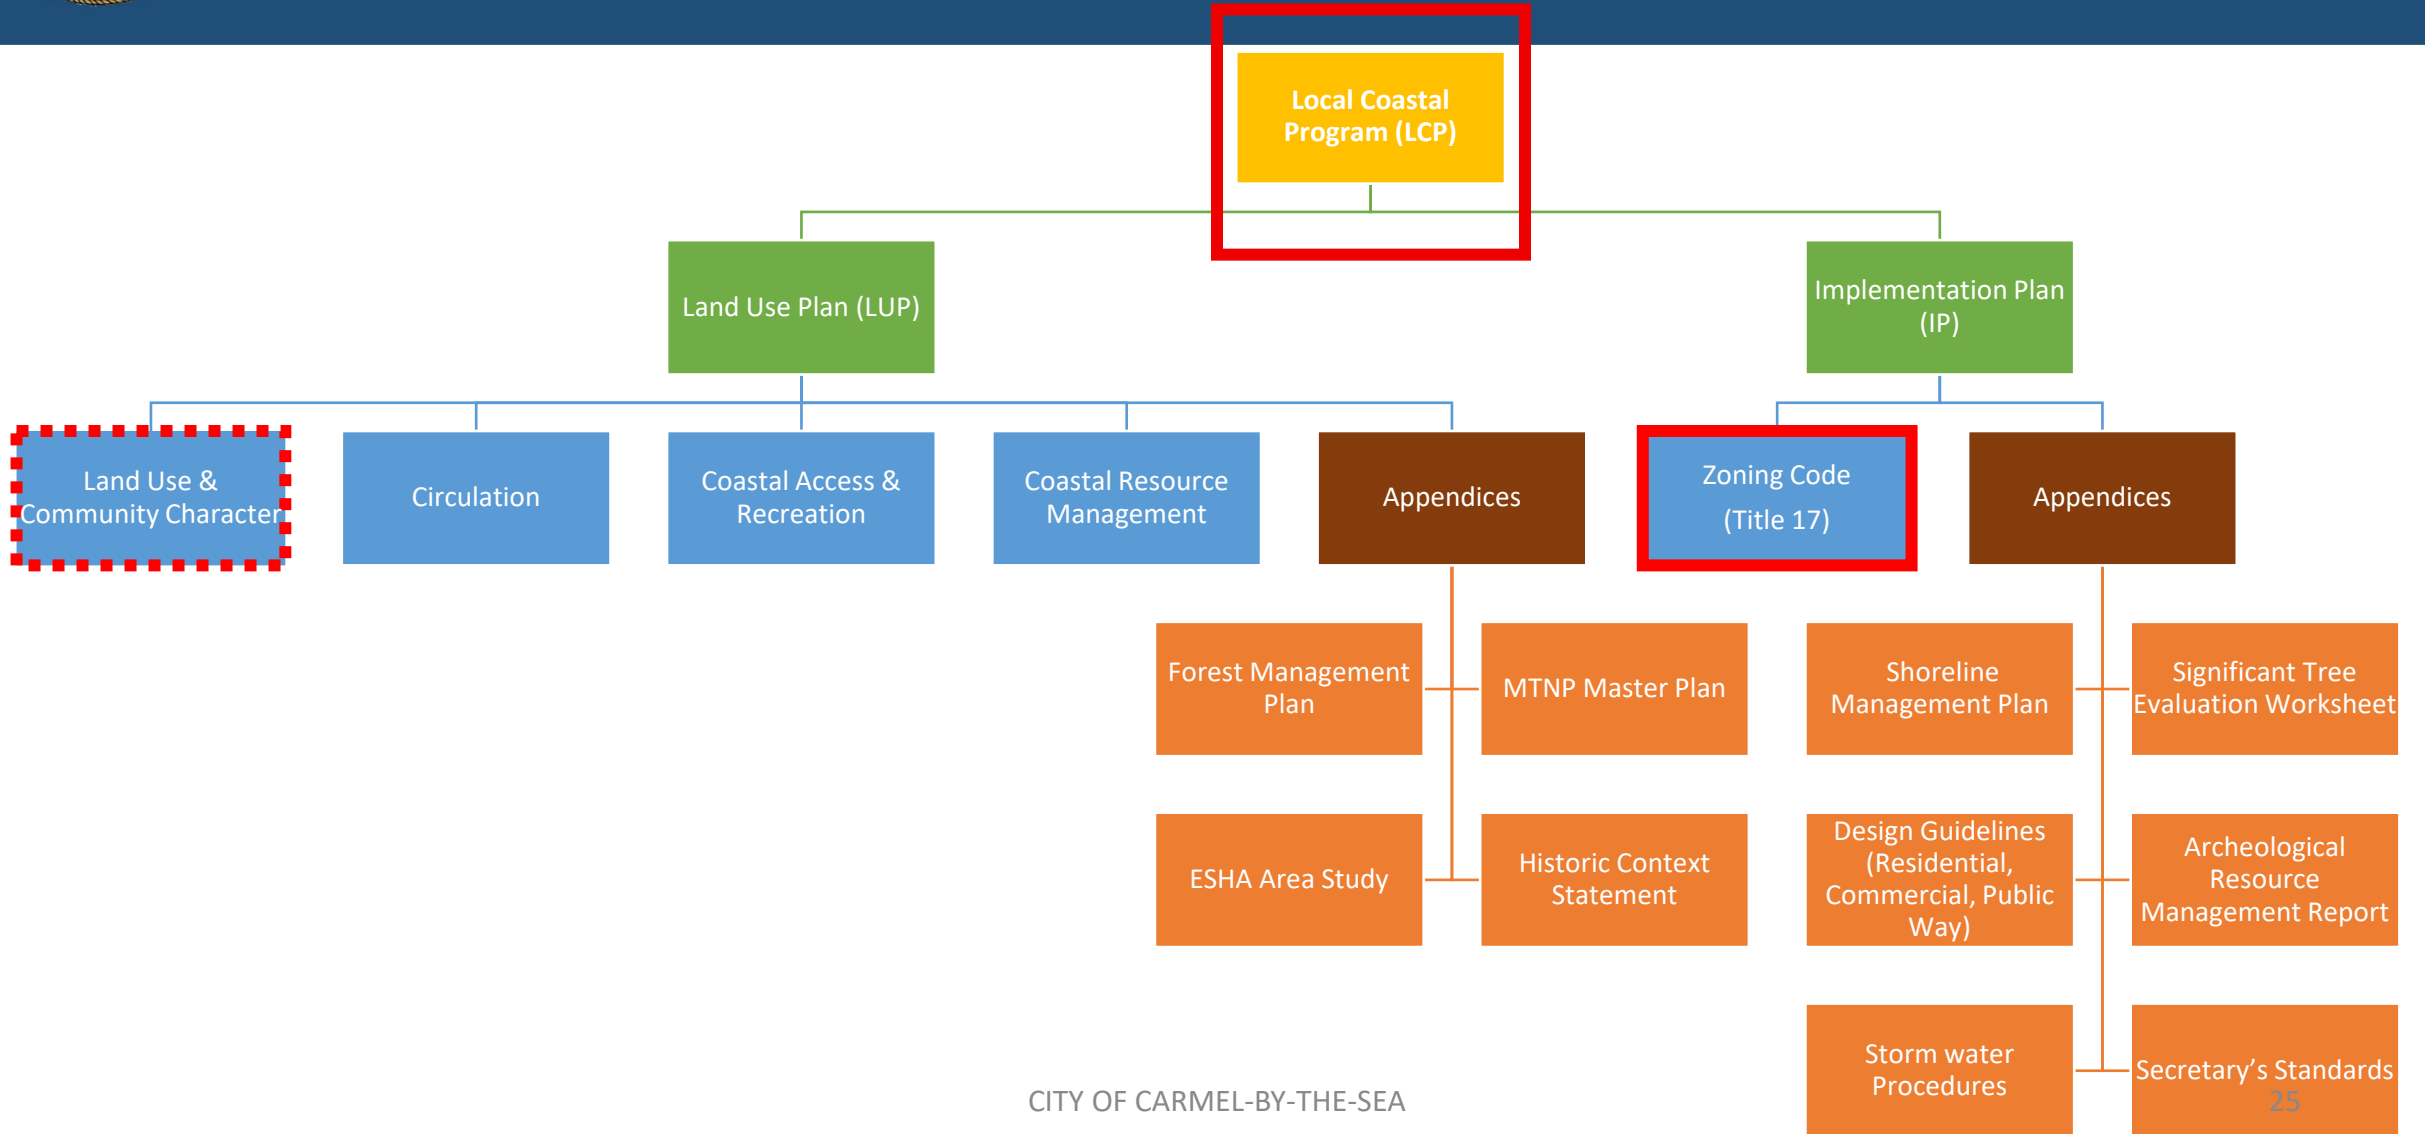 Local Coastal
Program (LCP)
Land Use Plan (LUP)
Implementation Plan
(IP)
Land Use &
Community Character
Circulation
Coastal Access &
Recreation
Coastal Resource
Management
Appendices
Zoning Code
(Title 17)
Appendices
Forest Management
Plan
MTNP Master Plan
Shoreline
Management Plan
Significant Tree
Evaluation Worksheet
ESHA Area Study
Historic Context
Statement
Design Guidelines
(Residential,
Commercial, Public
Way)
Archeological
Resource
Management Report
Storm water
Procedures
Secretary’s Standards
CITY OF CARMEL-BY-THE-SEA
25